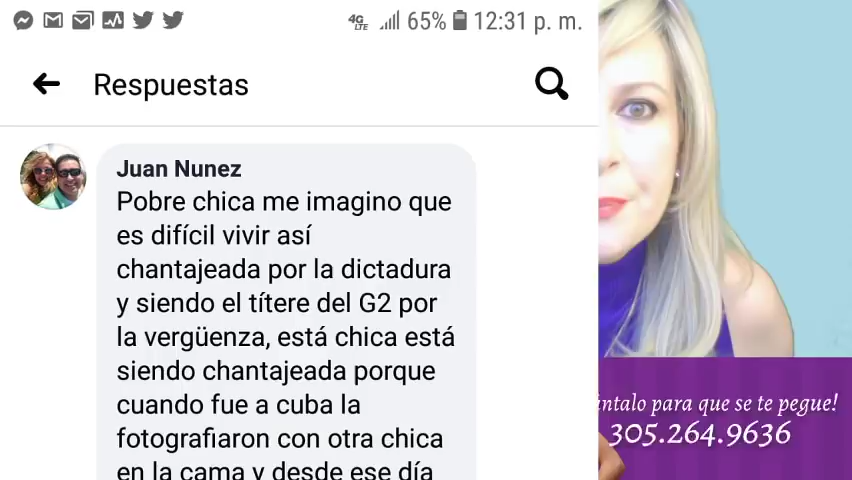 4G LTE 65% 12:31 p. m.
Respuestas
Juan Nunez
Pobre chica me imagino que
es difícil vivir así
chantajeada por la dictadura
y siendo el títere del G2 por
la vergüenza, está chica está
siendo chantajeada porque
cuando fue a cuba la
fotografiaron con otra chica
en la cama y desde ese día
para que se te pegue!
305.264.9636